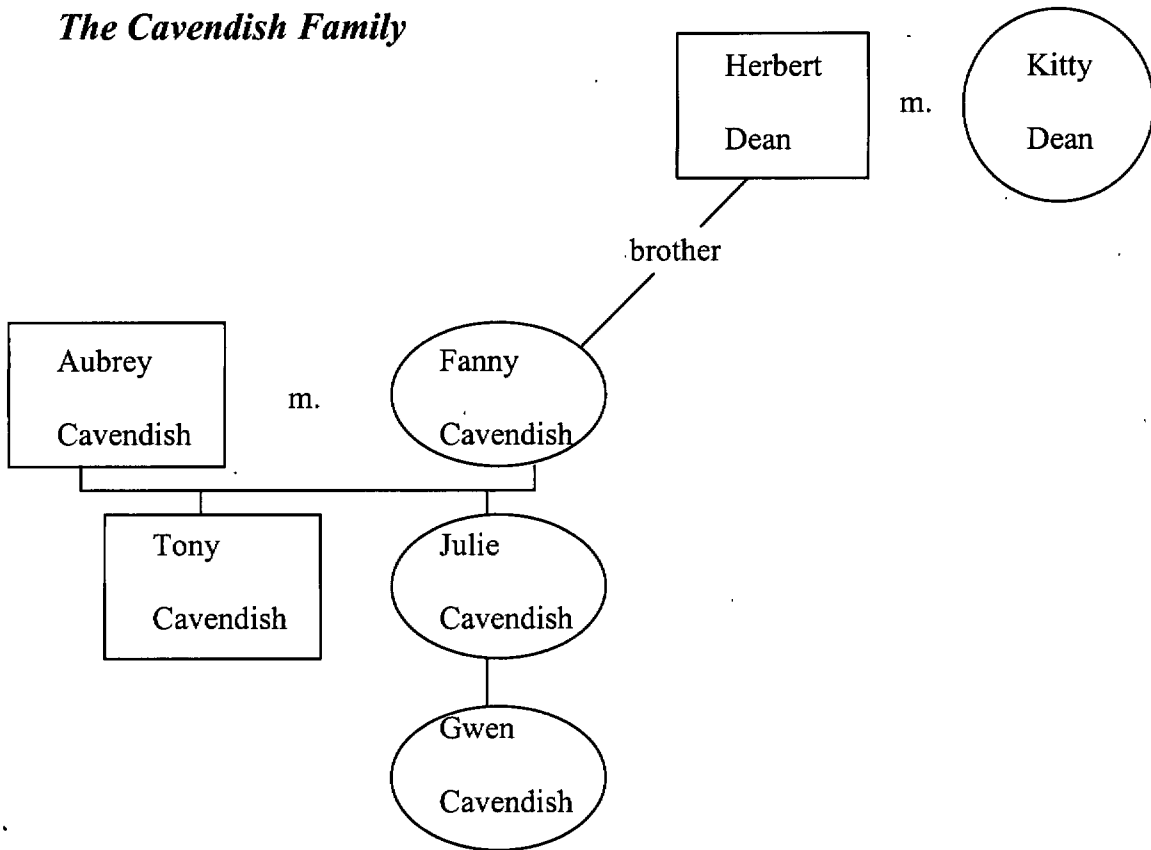 The Cavendish Family
Herbert
Dean
m.
Kitty
Dean
brother
Aubrey
Cavendish
m.
Fanny
Cavendish
Tony
Cavendish
Julie
Cavendish
Gwen
Cavendish